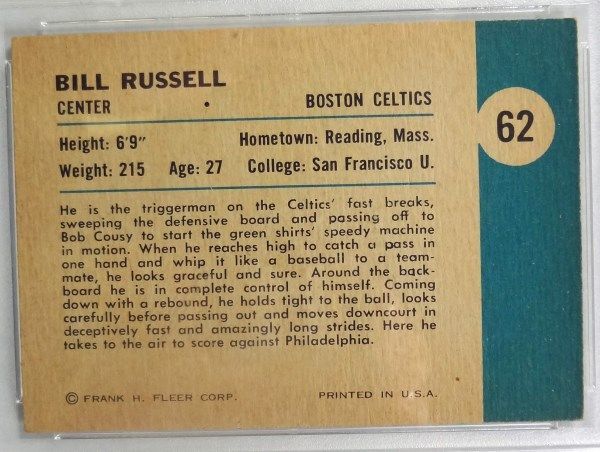 BILL RUSSELL
CENTER • BOSTON CELTICS
62
Height: 6'9" Hometown: Reading, Mass.
Weight: 215 Age: 27 College: San Francisco U.
He is the triggerman on the Celtics' fast breaks,
sweeping the defensive board and passing off to
Bob Cousy to start the green shirts' speedy machine
in motion. When he reaches high to catch a pass in
one hand and whip it like a baseball to a team-
mate, he looks graceful and sure. Around the back-
board he is in complete control of himself. Coming
down with a rebound, he holds tight to the ball, looks
carefully before passing out and moves downcourt in
deceptively fast and amazingly long strides. Here he
takes to the air to score against Philadelphia.
© FRANK H. FLEER CORP. PRINTED IN U.S.A.